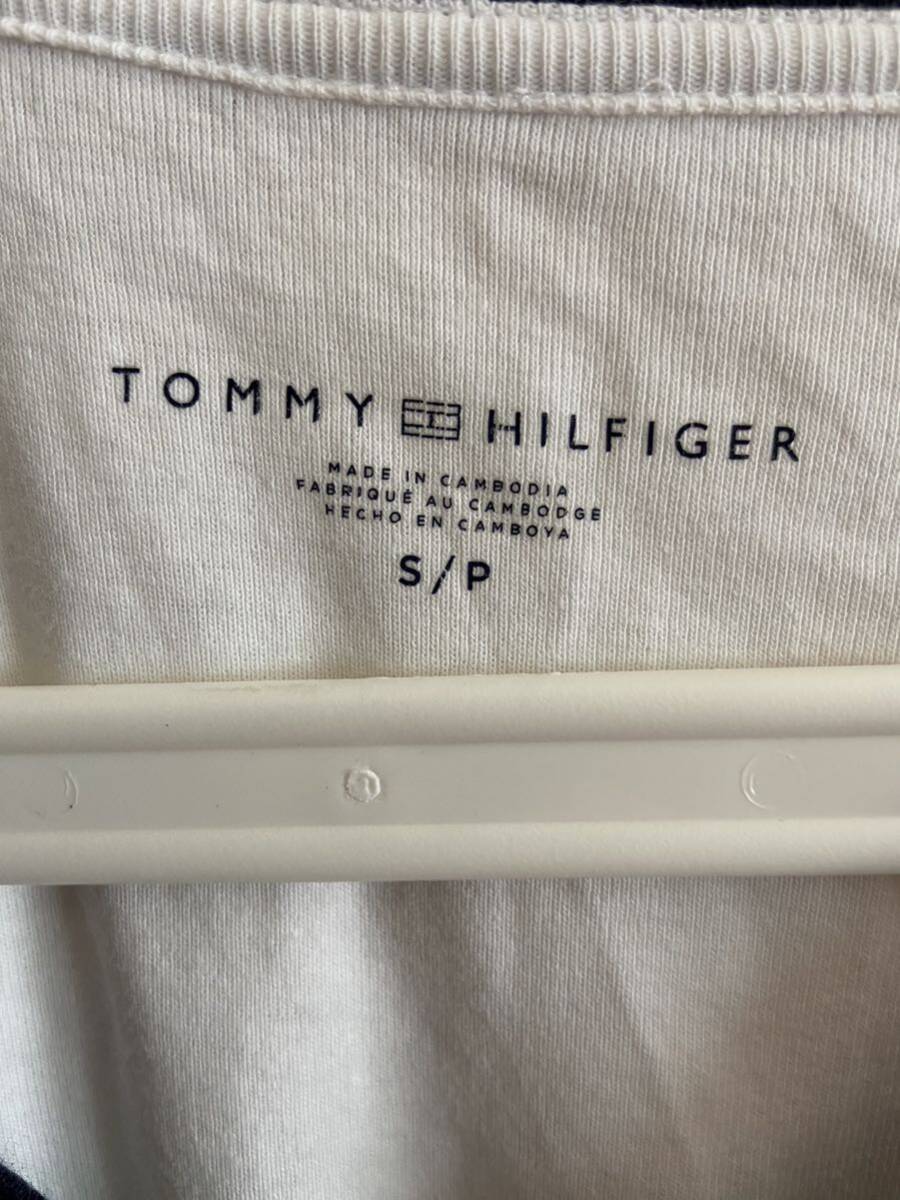 TOMMY HILFIGER
MADE IN CAMBODIA
FABRIQUÉ AU CAMBODGE
HECHO EN CAMBOYA
S/P